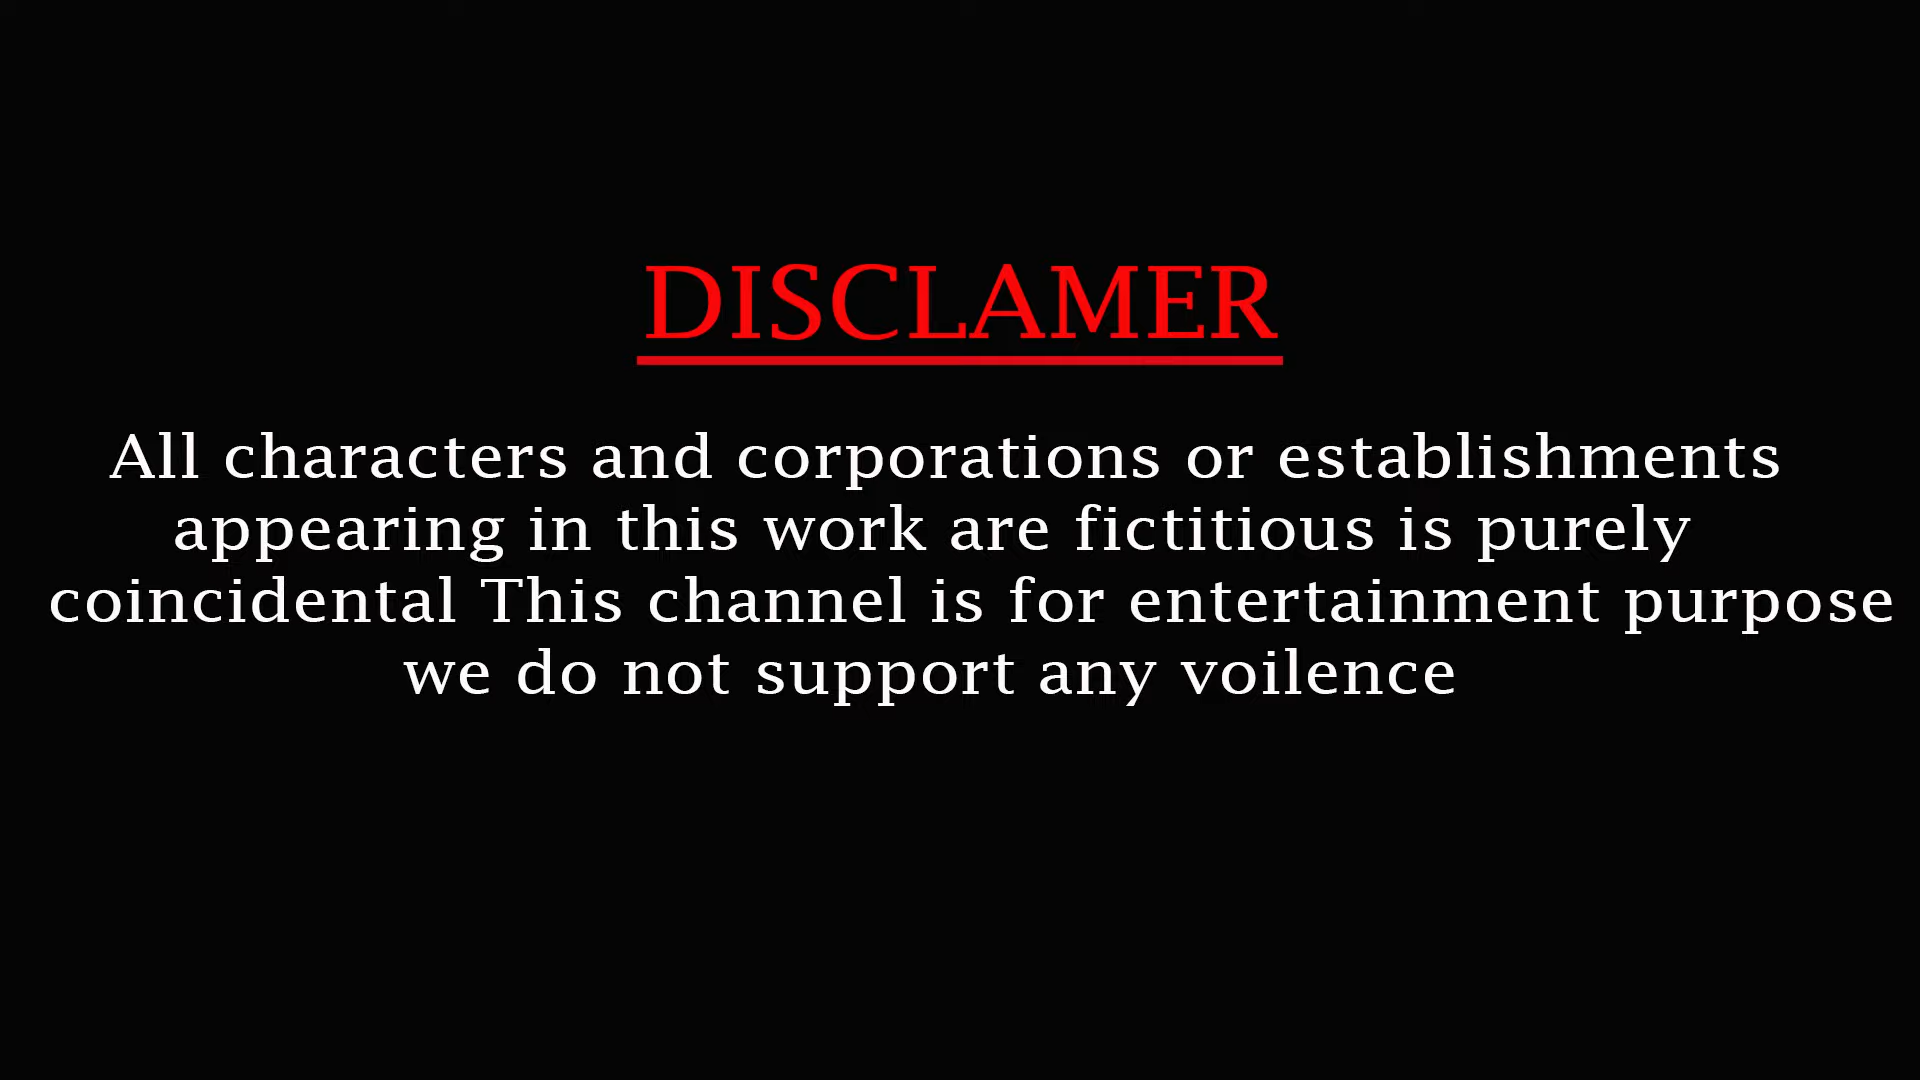 DISCLAMER
All characters and corporations or establishments
appearing in this work are fictitious is purely
coincidental This channel is for entertainment purpose
we do not support any voilence